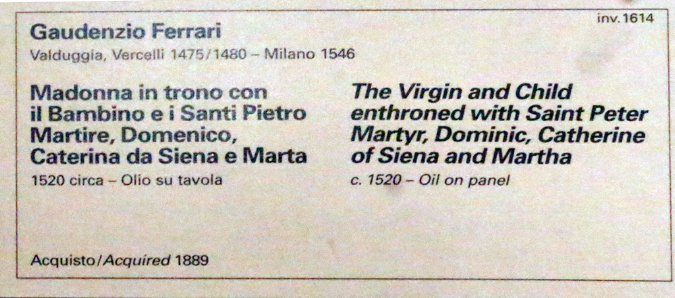 inv. 1614
Gaudenzio Ferrari
Valduggia, Vercelli 1475/1480 – Milano 1546
Madonna in trono con
il Bambino e i Santi Pietro
Martire, Domenico,
Caterina da Siena e Marta
1520 circa – Olio su tavola
The Virgin and Child
enthroned with Saint Peter
Martyr, Dominic, Catherine
of Siena and Martha
c. 1520 – Oil on panel
Acquisto/Acquired 1889